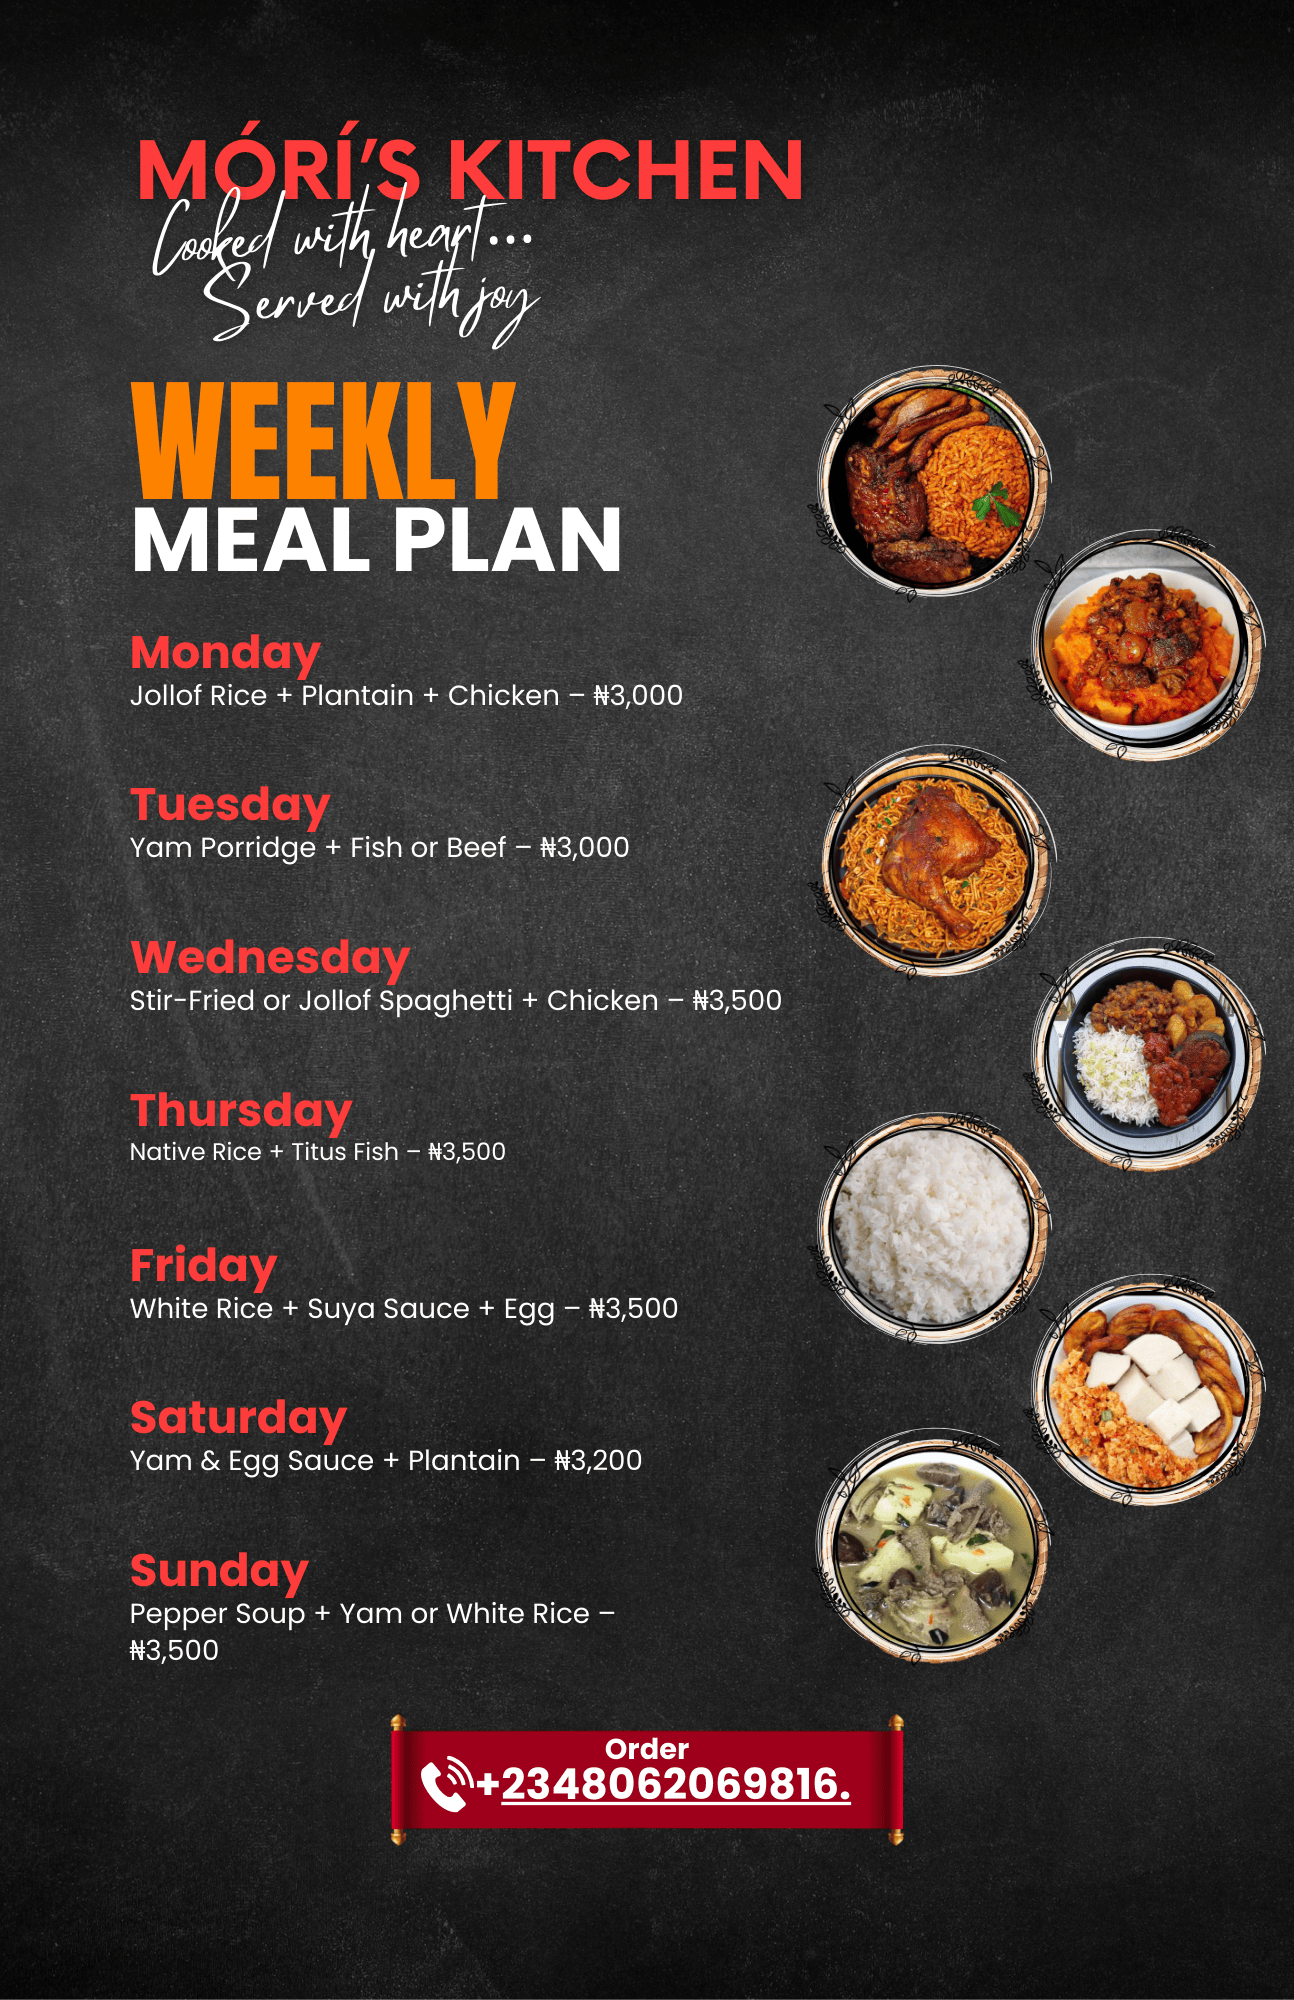 MÓRÍ’S KITCHEN
Cooked with heart...
Served with joy
WEEKLY
MEAL PLAN
Monday
Jollof Rice + Plantain + Chicken – ₦3,000
Tuesday
Yam Porridge + Fish or Beef – ₦3,000
Wednesday
Stir-Fried or Jollof Spaghetti + Chicken – ₦3,500
Thursday
Native Rice + Titus Fish – ₦3,500
Friday
White Rice + Suya Sauce + Egg – ₦3,500
Saturday
Yam & Egg Sauce + Plantain – ₦3,200
Sunday
Pepper Soup + Yam or White Rice –
₦3,500
Order
+2348062069816.